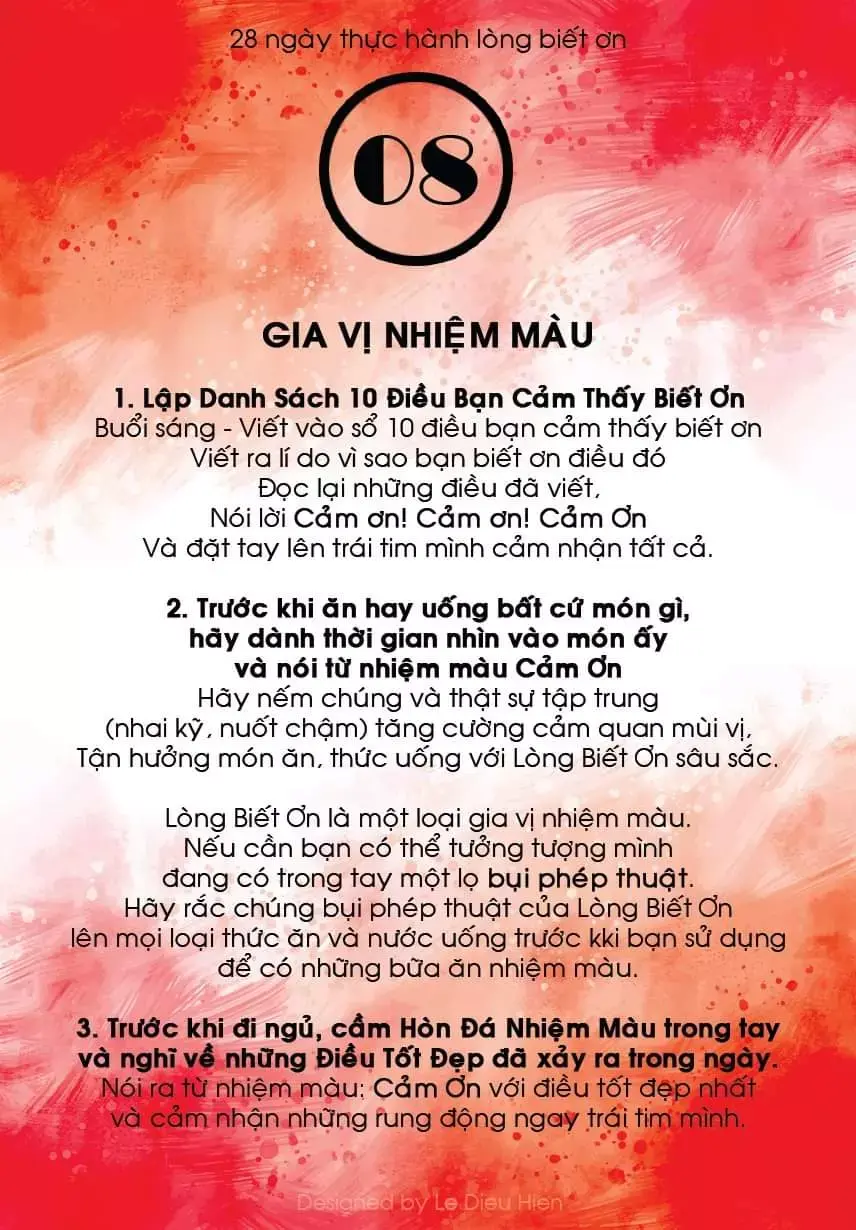 28 ngày thực hành lòng biết ơn
08
GIA VỊ NHIỆM MÀU
1. Lập Danh Sách 10 Điều Bạn Cảm Thấy Biết Ơn
Buổi sáng - Viết vào sổ 10 điều bạn cảm thấy biết ơn
Viết ra lí do vì sao bạn biết ơn điều đó
Đọc lại những điều đã viết,
Nói lời Cảm ơn! Cảm ơn! Cảm Ơn
Và đặt tay lên trái tim mình cảm nhận tất cả.
2. Trước khi ăn hay uống bất cứ món gì,
hãy dành thời gian nhìn vào món ấy
và nói từ nhiệm màu Cảm Ơn
Hãy nếm chúng và thật sự tập trung
(nhai kỹ, nuốt chậm) tăng cường cảm quan mùi vị,
Tận hưởng món ăn, thức uống với Lòng Biết Ơn sâu sắc.
Lòng Biết Ơn là một loại gia vị nhiệm màu.
Nếu cần bạn có thể tưởng tượng mình
đang có trong tay một lọ bụi phép thuật.
Hãy rắc chúng bụi phép thuật của Lòng Biết Ơn
lên mọi loại thức ăn và nước uống trước kki bạn sử dụng
để có những bữa ăn nhiệm màu.
3. Trước khi đi ngủ, cầm Hòn Đá Nhiệm Màu trong tay
và nghĩ về những Điều Tốt Đẹp đã xảy ra trong ngày.
Nói ra từ nhiệm màu: Cảm Ơn với điều tốt đẹp nhất
và cảm nhận những rung động ngay trái tim mình.
Designed by Le Dieu Hien